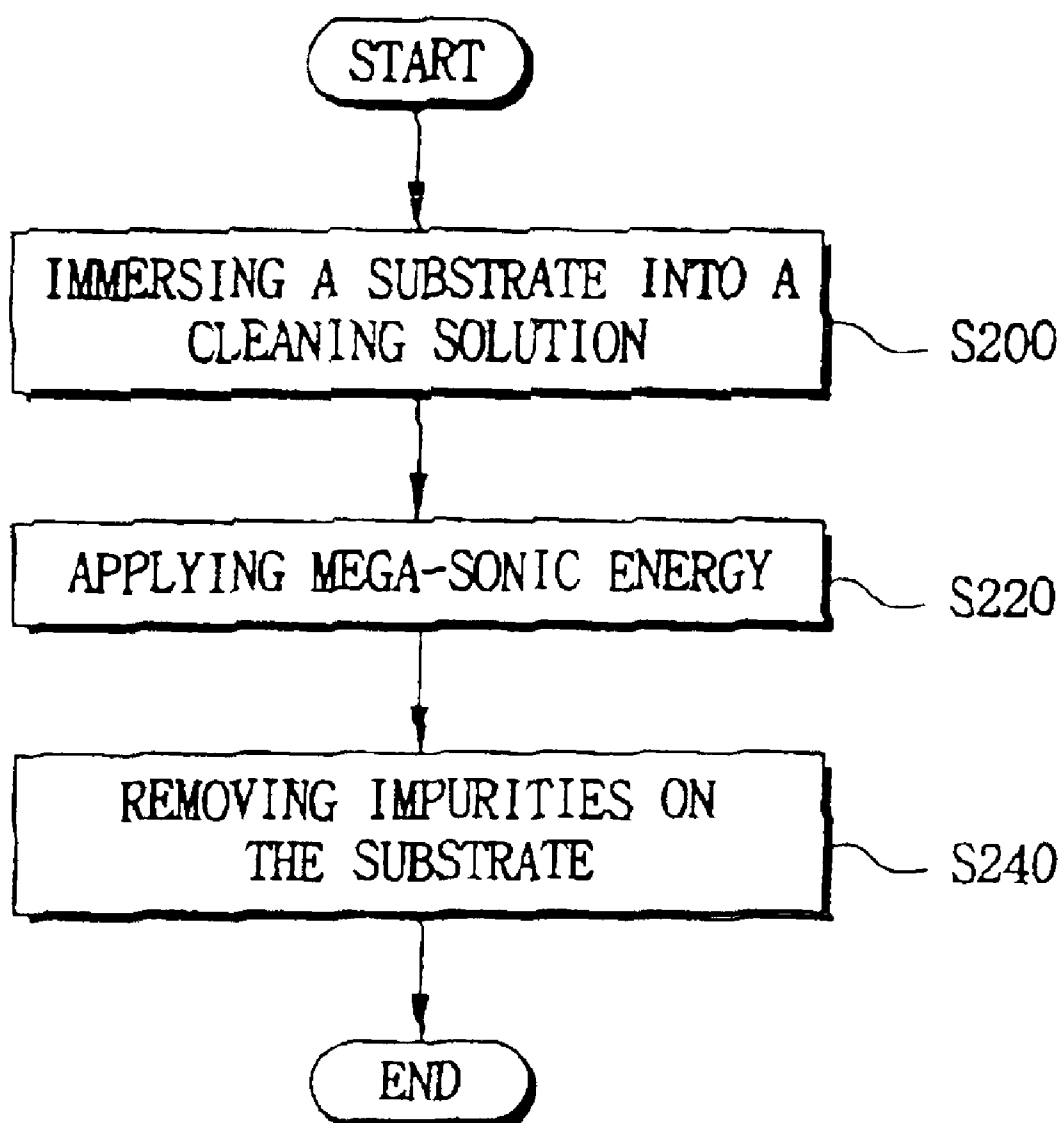 START
IMMERSING A SUBSTRATE INTO A
CLEANING SOLUTION
S200
APPLYING MEGA-SONIC ENERGY
S220
REMOVING IMPURITIES ON
THE SUBSTRATE
S240
END